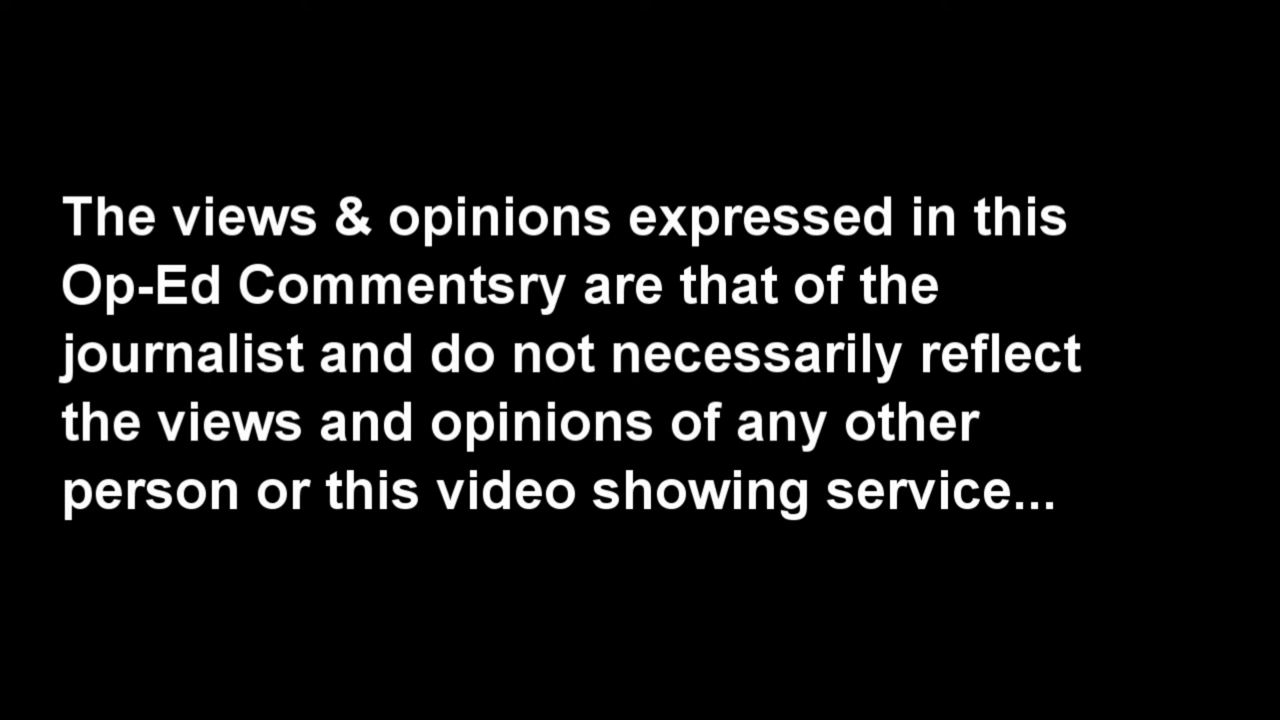 The views & opinions expressed in this
Op-Ed Commentsry are that of the
journalist and do not necessarily reflect
the views and opinions of any other
person or this video showing service...